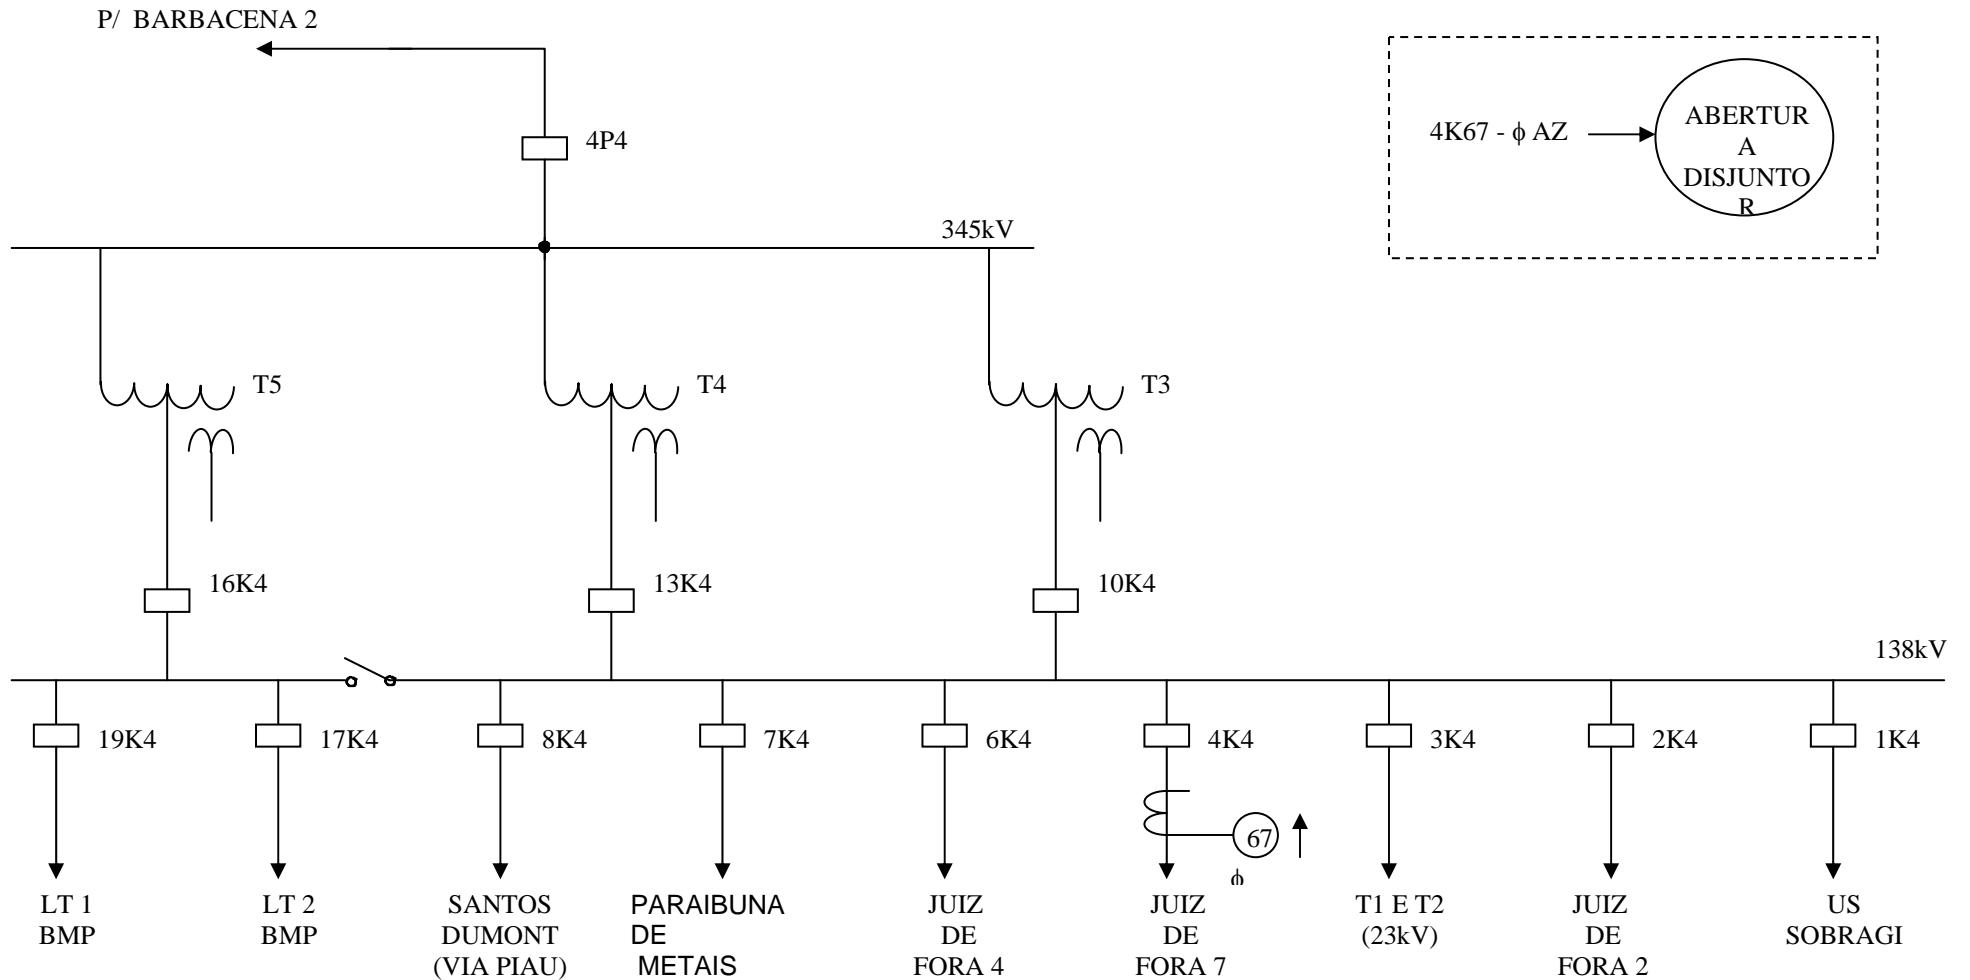 P/ BARBACENA 2
4P4
4K67 - ϕ AZ
ABERTUR
A
DISJUNTO
R
345kV
T5
T4
T3
16K4
13K4
10K4
138kV
19K4
17K4
8K4
7K4
6K4
4K4
3K4
2K4
1K4
67
ϕ
LT 1
BMP
LT 2
BMP
SANTOS
DUMONT
(VIA PIAU)
PARAIBUNA
DE
METAIS
JUIZ
DE
FORA 4
JUIZ
DE
FORA 7
T1 E T2
(23kV)
JUIZ
DE
FORA 2
US
SOBRAGI